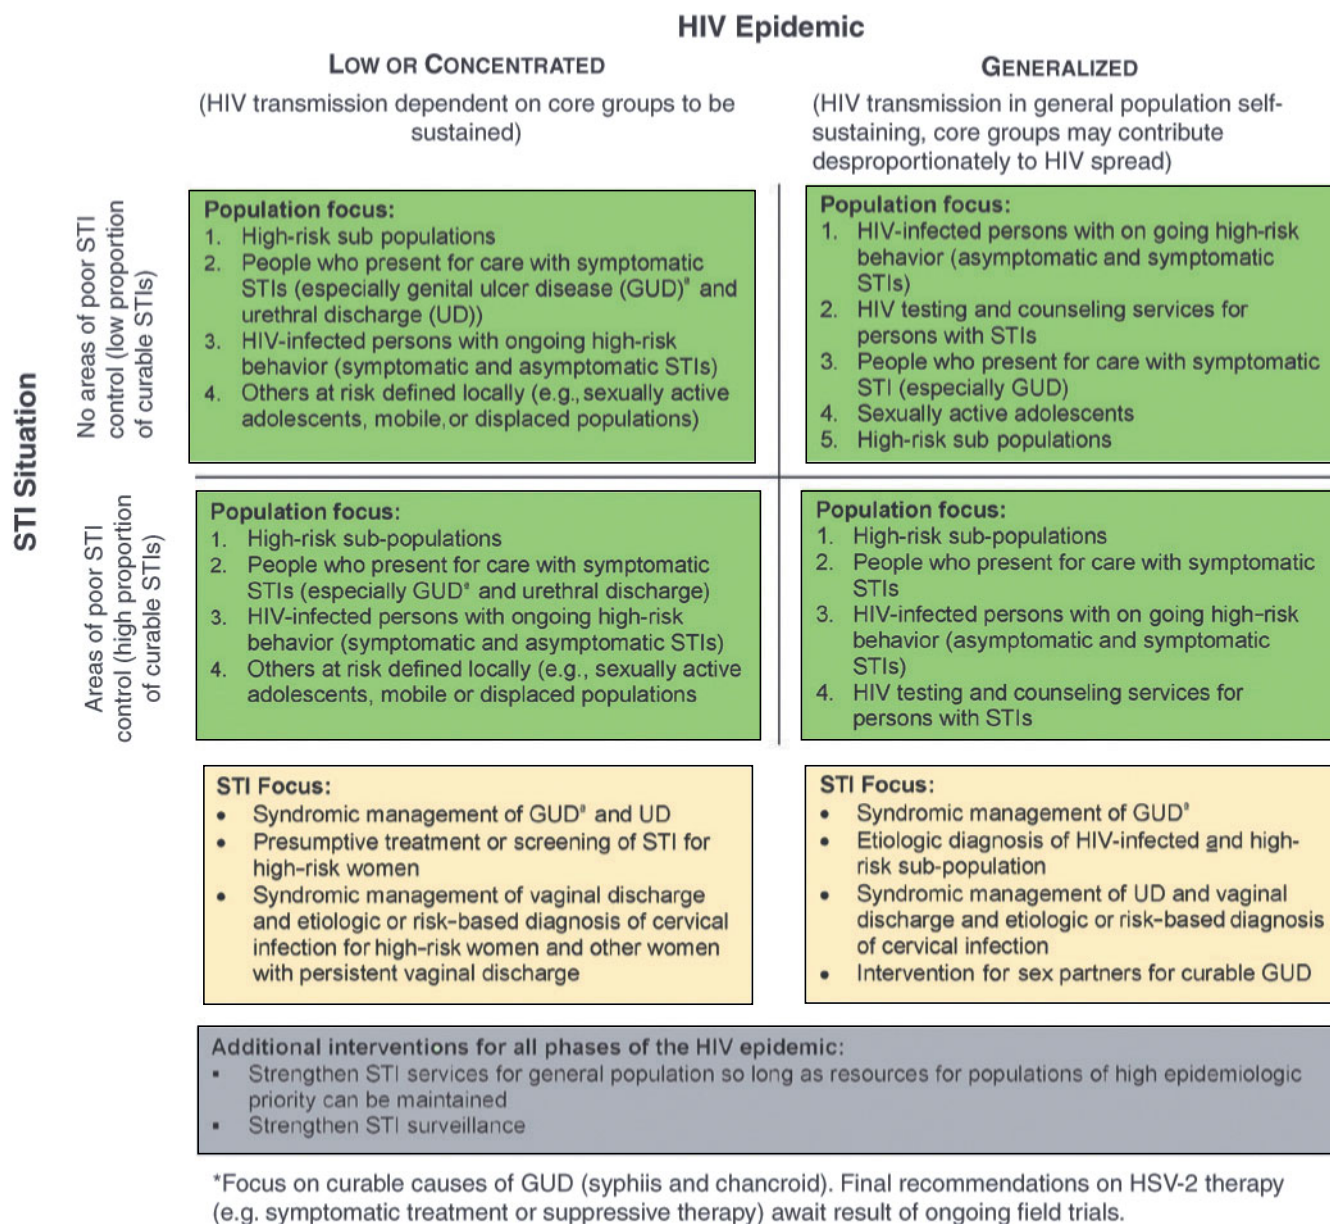 HIV Epidemic
LOW OR CONCENTRATED
(HIV transmission dependent on core groups to be
sustained)
GENERALIZED
(HIV transmission in general population self-
sustaining, core groups may contribute
desproportionately to HIV spread)
STI Situation
No areas of poor STI
control (low proportion
of curable STIs)
Population focus:
1. High-risk sub populations
2. People who present for care with symptomatic
STIs (especially genital ulcer disease (GUD)* and
urethral discharge (UD))
3. HIV-infected persons with ongoing high-risk
behavior (symptomatic and asymptomatic STIs)
4. Others at risk defined locally (e.g., sexually active
adolescents, mobile, or displaced populations)
Population focus:
1. HIV-infected persons with on going high-risk
behavior (asymptomatic and symptomatic
STIs)
2. HIV testing and counseling services for
persons with STIs
3. People who present for care with symptomatic
STI (especially GUD)
4. Sexually active adolescents
5. High-risk sub populations
Areas of poor STI
control (high proportion
of curable STIs)
Population focus:
1. High-risk sub-populations
2. People who present for care with symptomatic
STIs (especially GUD* and urethral discharge)
3. HIV-infected persons with ongoing high-risk
behavior (symptomatic and asymptomatic STIs)
4. Others at risk defined locally (e.g., sexually active
adolescents, mobile or displaced populations
Population focus:
1. High-risk sub-populations
2. People who present for care with symptomatic
STIs
3. HIV-infected persons with on going high-risk
behavior (asymptomatic and symptomatic
STIs)
4. HIV testing and counseling services for
persons with STIs
STI Focus:
• Syndromic management of GUD* and UD
• Presumptive treatment or screening of STI for
high-risk women
• Syndromic management of vaginal discharge
and etiologic or risk-based diagnosis of cervical
infection for high-risk women and other women
with persistent vaginal discharge
STI Focus:
• Syndromic management of GUD*
• Etiologic diagnosis of HIV-infected and high-
risk sub-population
• Syndromic management of UD and vaginal
discharge and etiologic or risk-based diagnosis
of cervical infection
• Intervention for sex partners for curable GUD
Additional interventions for all phases of the HIV epidemic:
▪ Strengthen STI services for general population so long as resources for populations of high epidemiologic
priority can be maintained
▪ Strengthen STI surveillance
*Focus on curable causes of GUD (syphiis and chancroid). Final recommendations on HSV-2 therapy
(e.g. symptomatic treatment or suppressive therapy) await result of ongoing field trials.